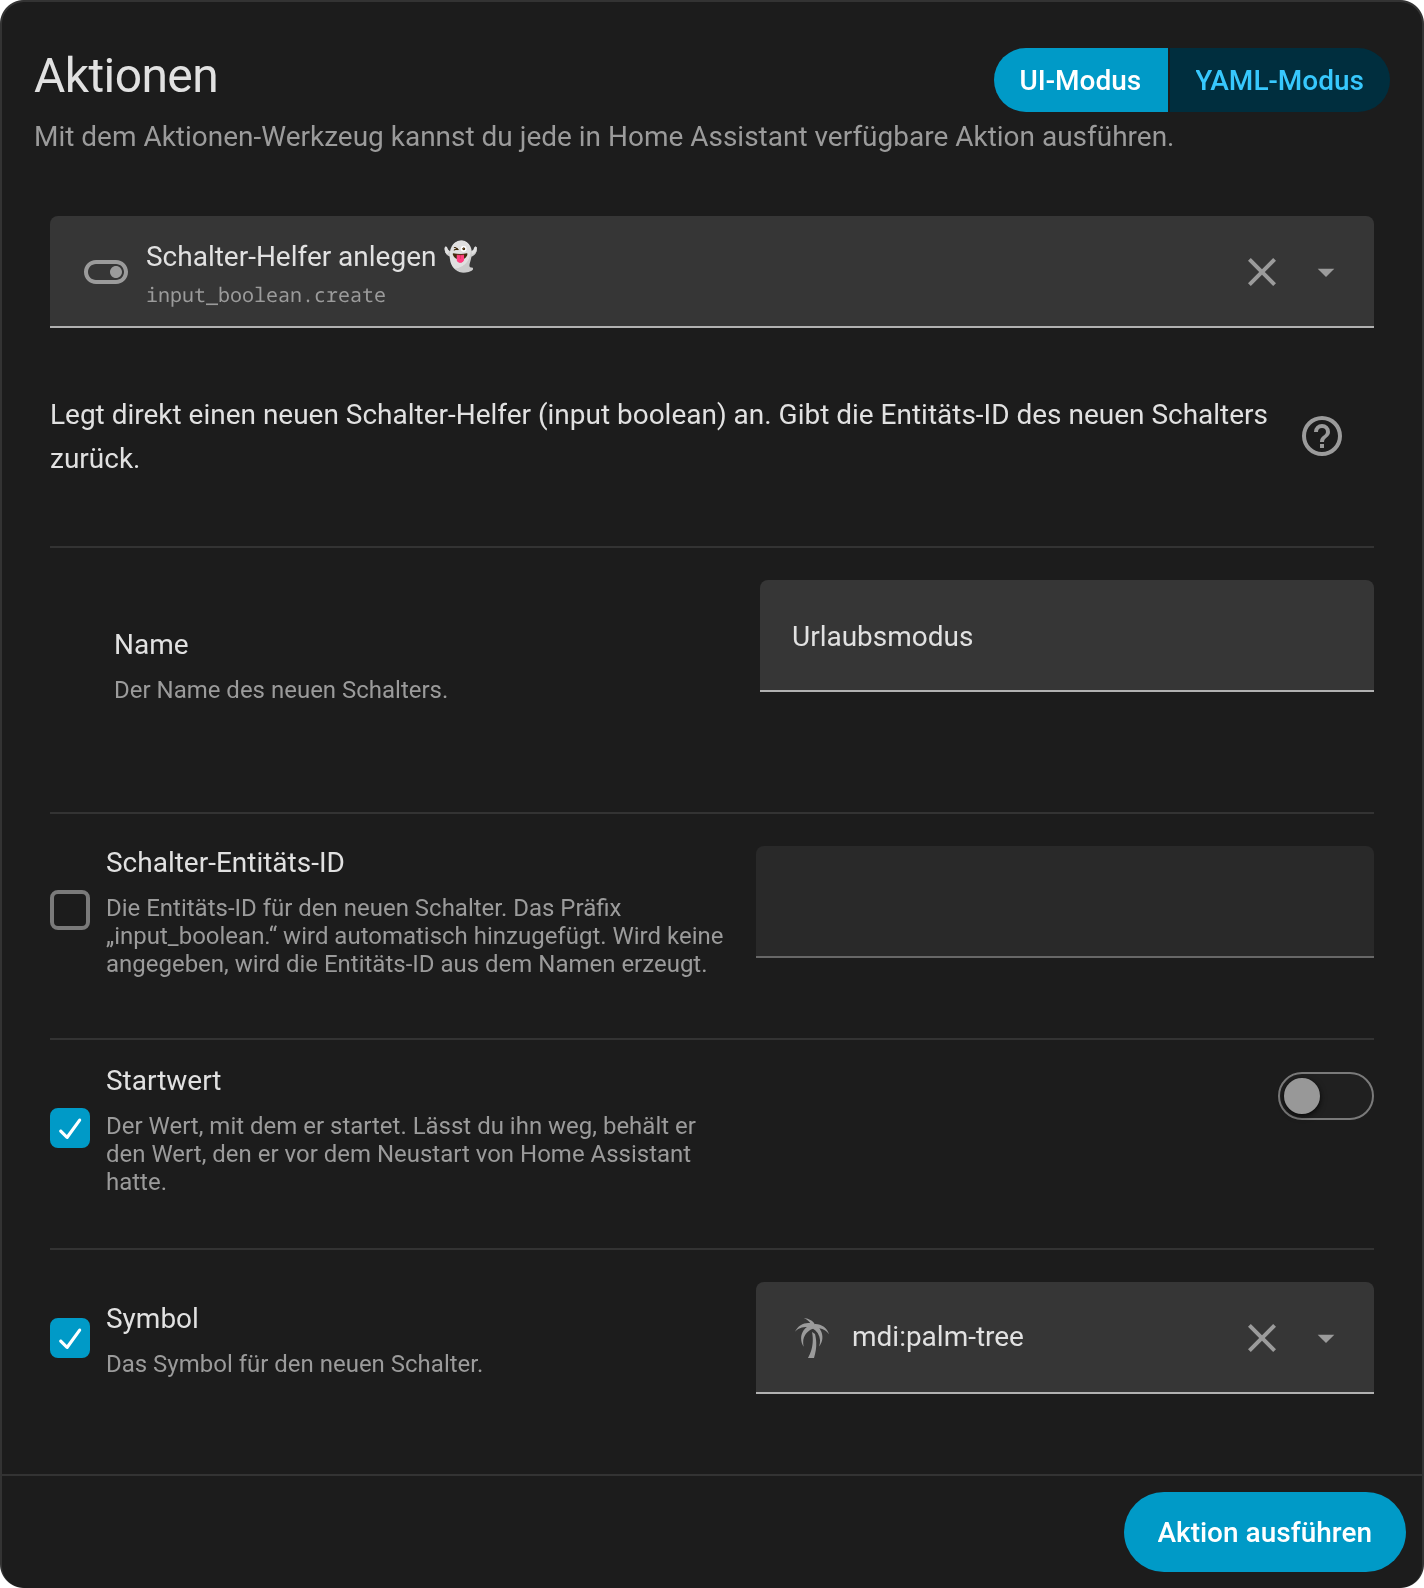 Aktionen
UI-Modus
YAML-Modus
Mit dem Aktionen-Werkzeug kannst du jede in Home Assistant verfügbare Aktion ausführen.
Schalter-Helfer anlegen 👻
input_boolean.create
Legt direkt einen neuen Schalter-Helfer (input boolean) an. Gibt die Entitäts-ID des neuen Schalters
zurück.
Name
Der Name des neuen Schalters.
Urlaubsmodus
Schalter-Entitäts-ID
Die Entitäts-ID für den neuen Schalter. Das Präfix
„input_boolean.“ wird automatisch hinzugefügt. Wird keine
angegeben, wird die Entitäts-ID aus dem Namen erzeugt.
Startwert
Der Wert, mit dem er startet. Lässt du ihn weg, behält er
den Wert, den er vor dem Neustart von Home Assistant
hatte.
Symbol
Das Symbol für den neuen Schalter.
mdi:palm-tree
Aktion ausführen